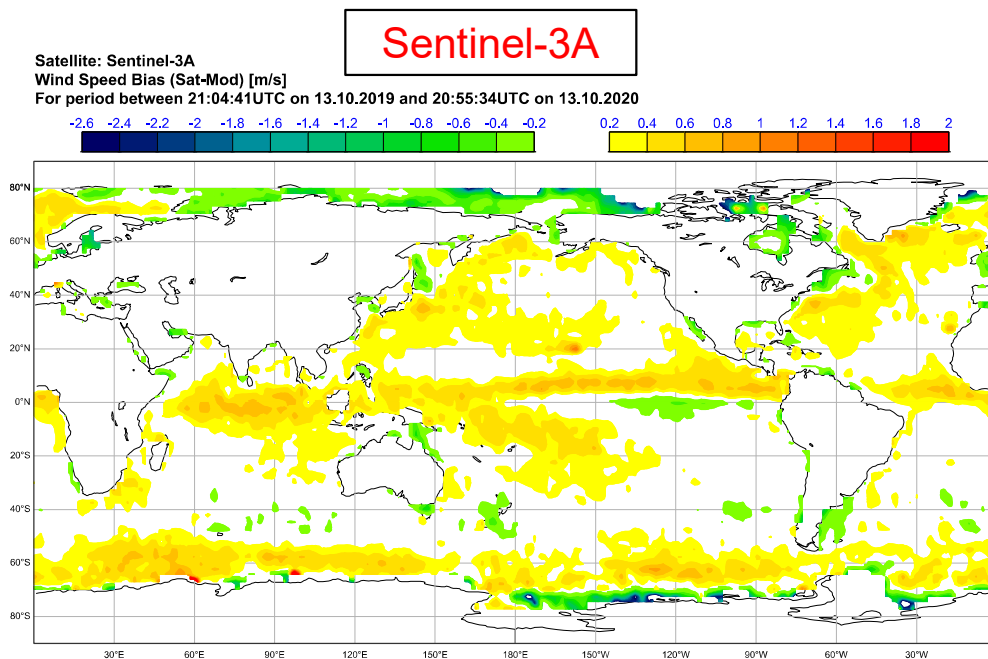 Sentinel-3A
Satellite: Sentinel-3A
Wind Speed Bias (Sat-Mod) [m/s]
For period between 21:04:41UTC on 13.10.2019 and 20:55:34UTC on 13.10.2020
-2.6 -2.4 -2.2 -2 -1.8 -1.6 -1.4 -1.2 -1 -0.8 -0.6 -0.4 -0.2 0.2 0.4 0.6 0.8 1 1.2 1.4 1.6 1.8 2
80°N
60°N
40°N
20°N
0°N
20°S
40°S
60°S
80°S
30°E 60°E 90°E 120°E 150°E 180°E 150°W 120°W 90°W 60°W 30°W